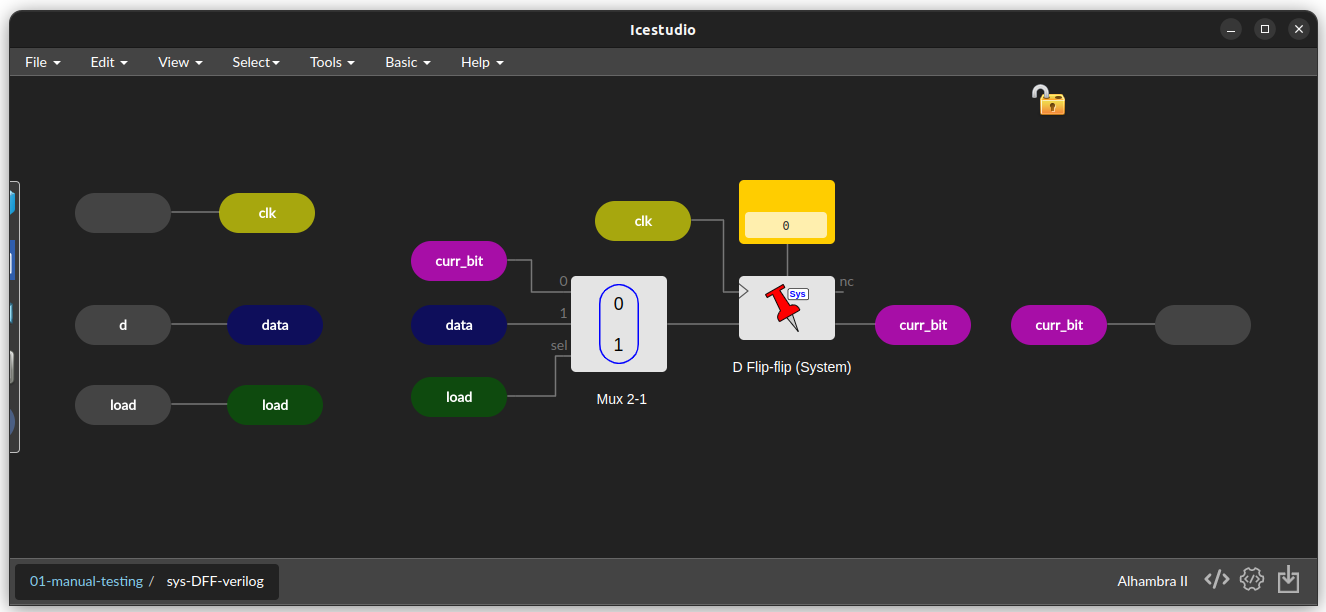 Icestudio
File Edit View Select Tools Basic Help
clk
d data
load load
curr_bit
data
load
0
1
sel
0
1
Mux 2-1
clk
0
Sys
nc
D Flip-flip (System)
curr_bit
curr_bit
01-manual-testing / sys-DFF-verilog
Alhambra II